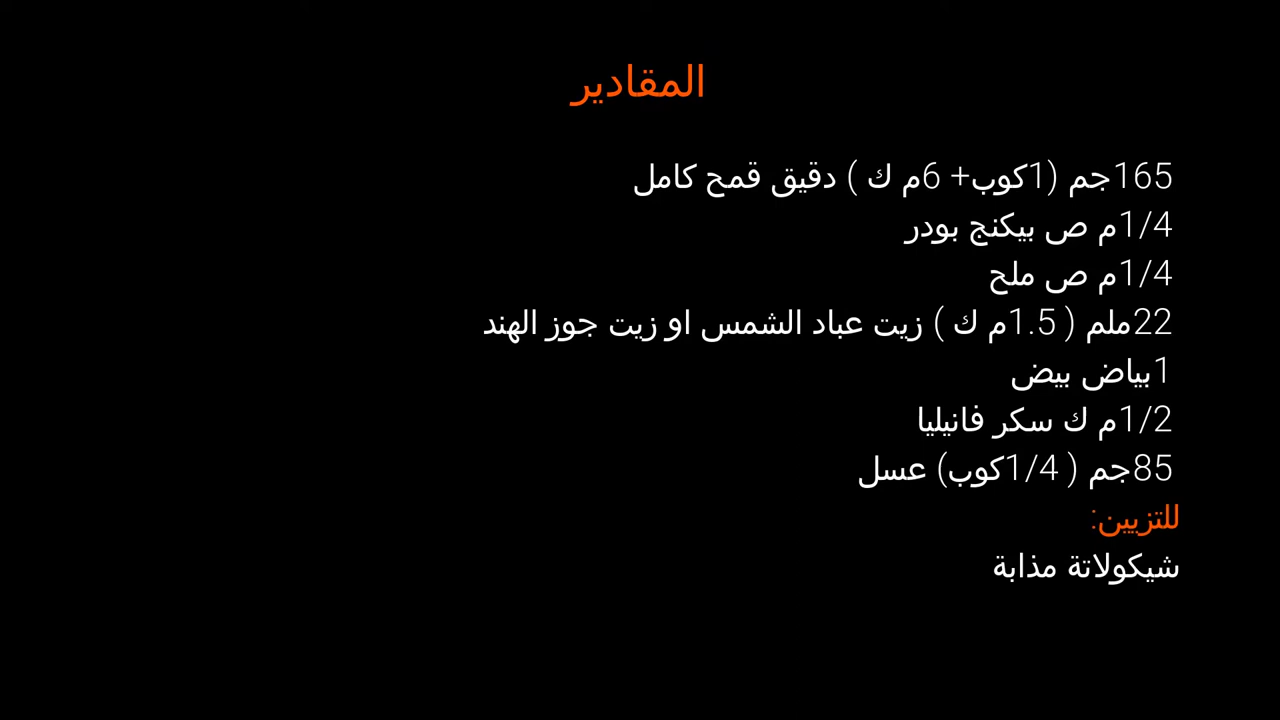 المقادير
165جم (1كوب+ 6م ك ) دقيق قمح كامل
1/4م ص بيكنج بودر
1/4م ص ملح
22ملم ( 1.5م ك ) زيت عباد الشمس او زيت جوز الهند
1بياض بيض
1/2م ك سكر فانيليا
85جم ( 1/4كوب) عسل
للتزيين:
شيكولاتة مذابة